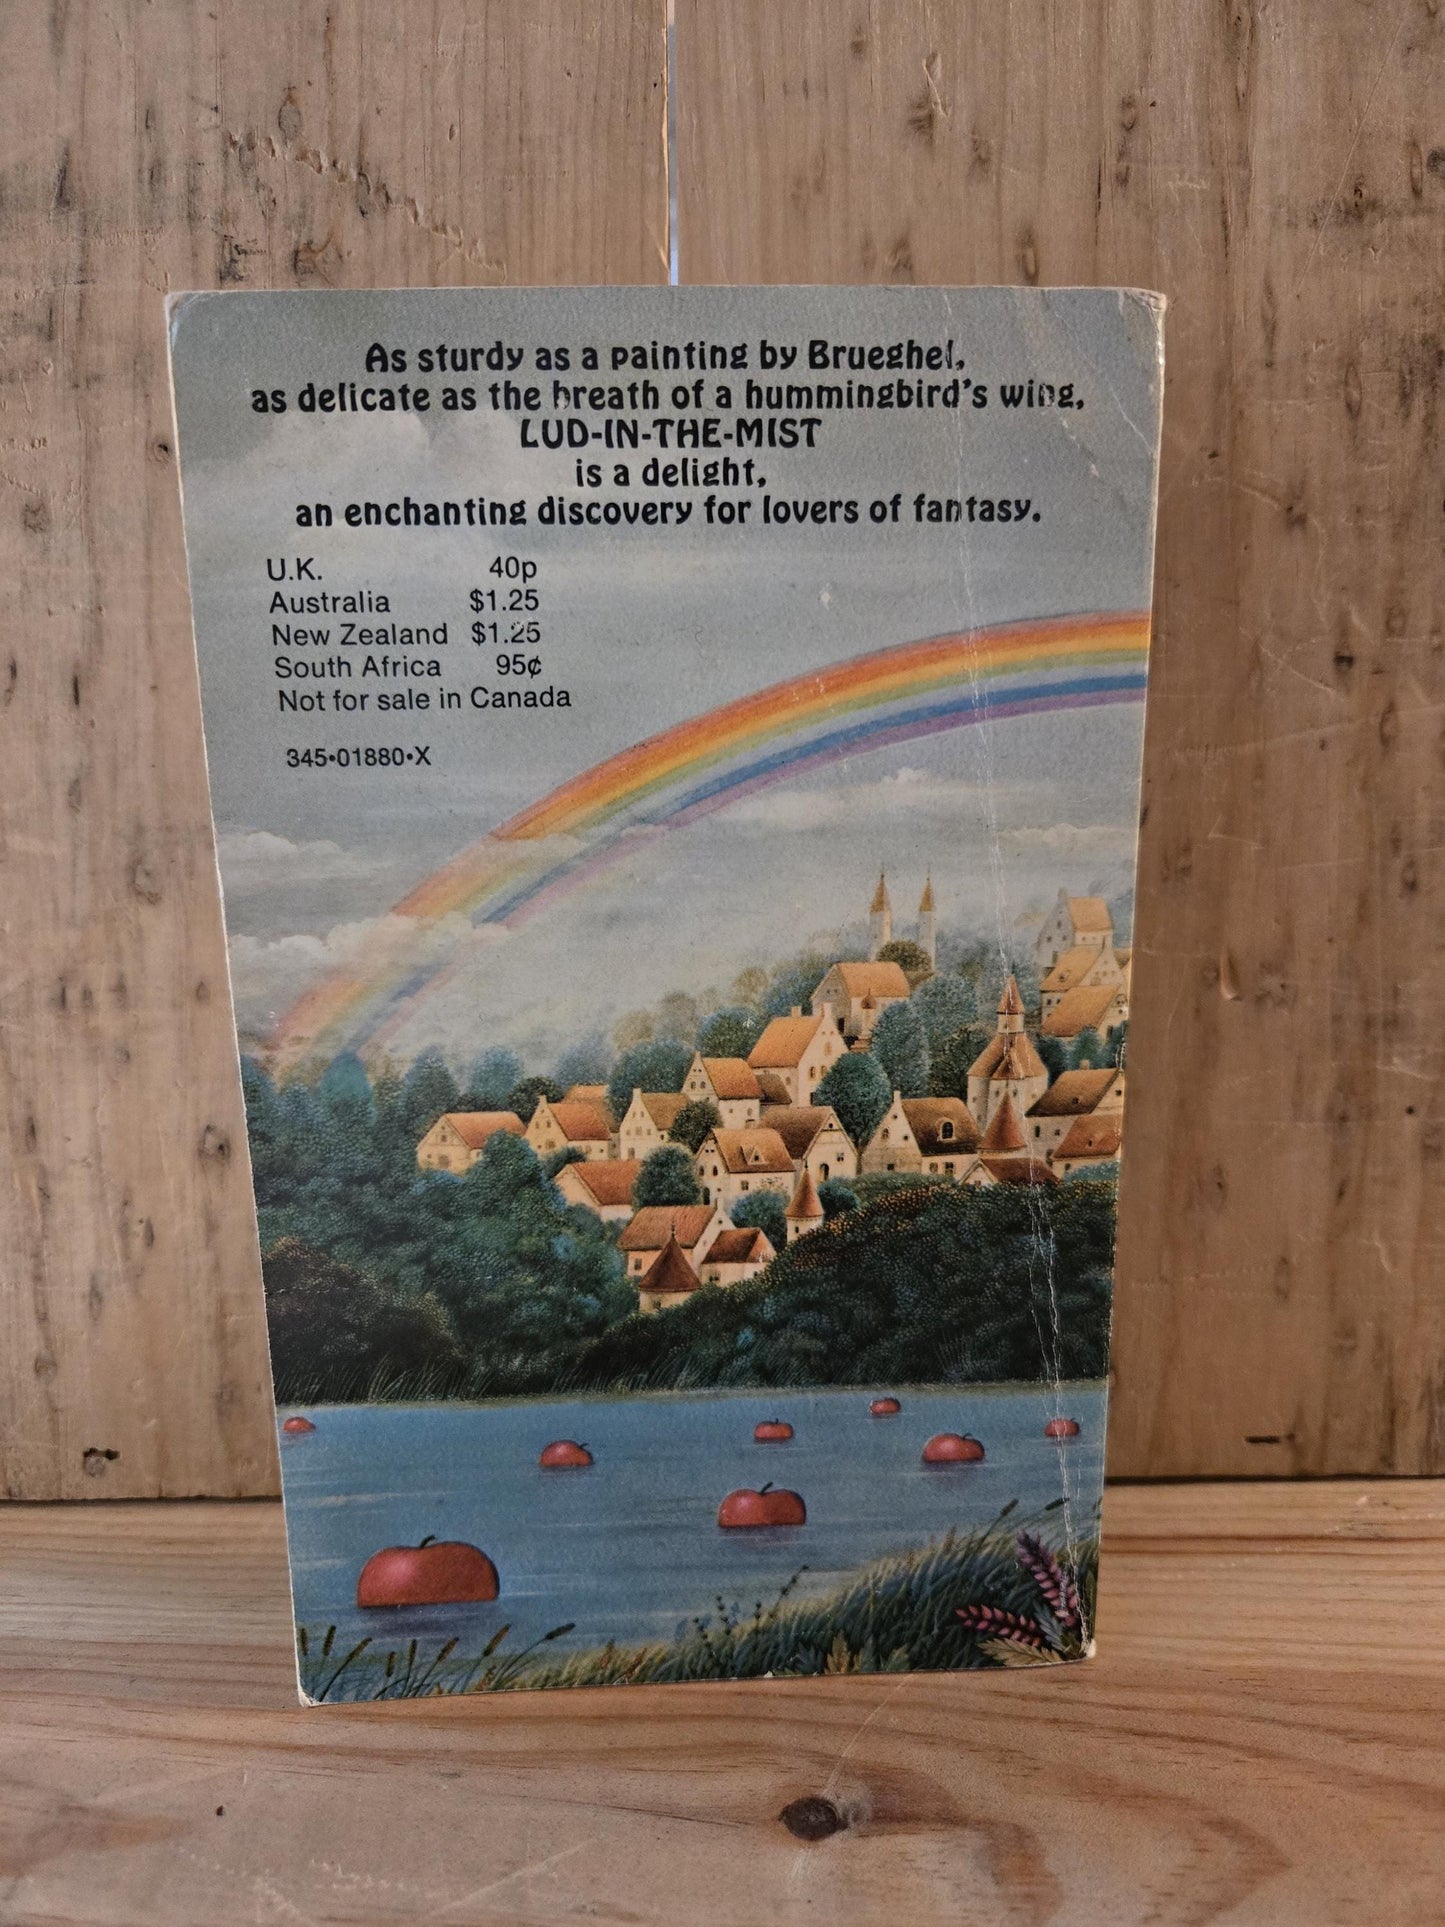 As sturdy as a painting by Brueghel,
as delicate as the breath of a hummingbird's wing,
LUD-IN-THE-MIST
is a delight,
an enchanting discovery for lovers of fantasy.
U.K. 40p
Australia $1.25
New Zealand $1.25
South Africa 95¢
Not for sale in Canada
345•01880•X